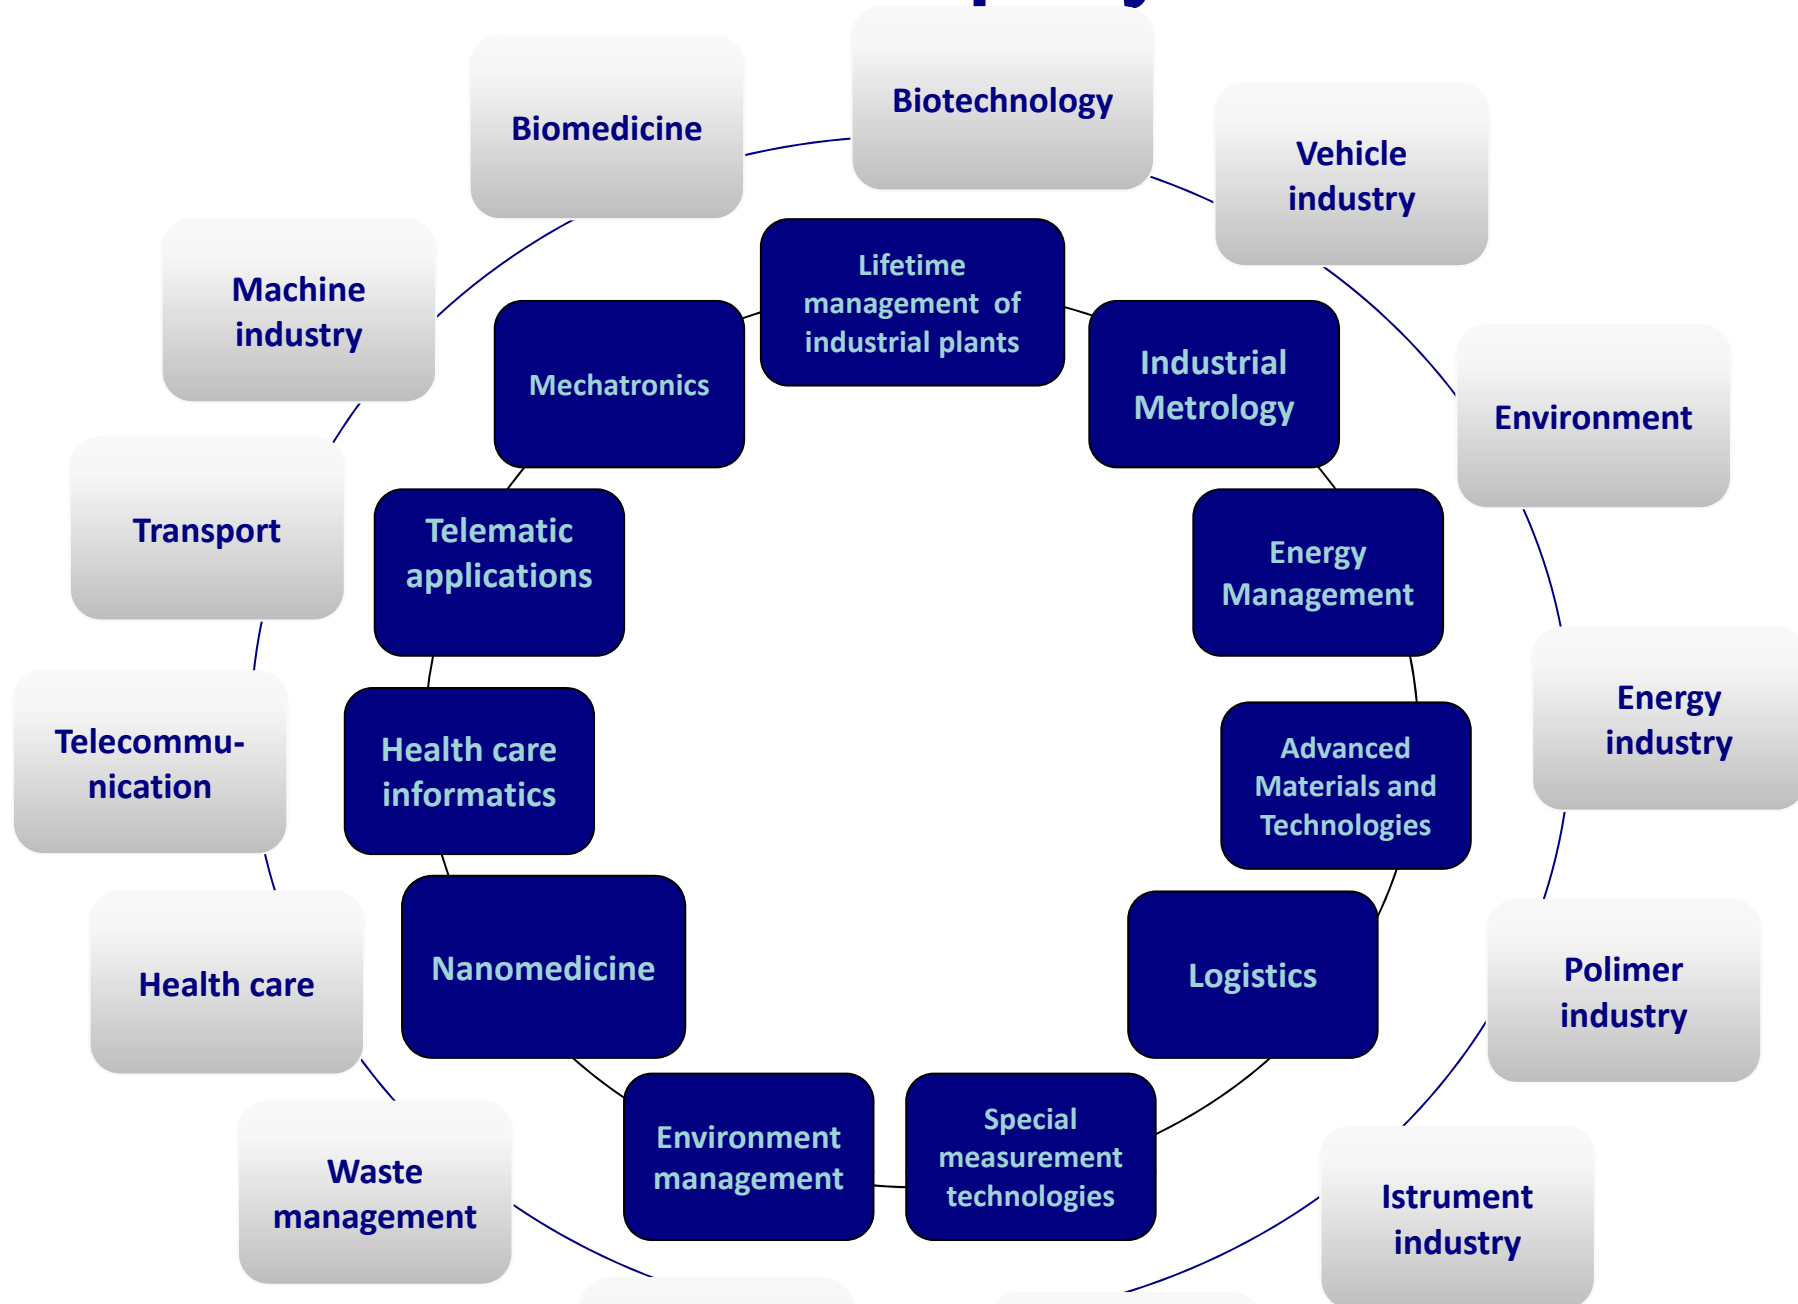 Biotechnology
Biomedicine
Vehicle
industry
Lifetime
management of
industrial plants
Machine
industry
Mechatronics
Industrial
Metrology
Environment
Transport
Telematic
applications
Energy
Management
Energy
industry
Telecommu-
nication
Health care
informatics
Advanced
Materials and
Technologies
Health care
Nanomedicine
Logistics
Polimer
industry
Environment
management
Special
measurement
technologies
Waste
management
Istrument
industry